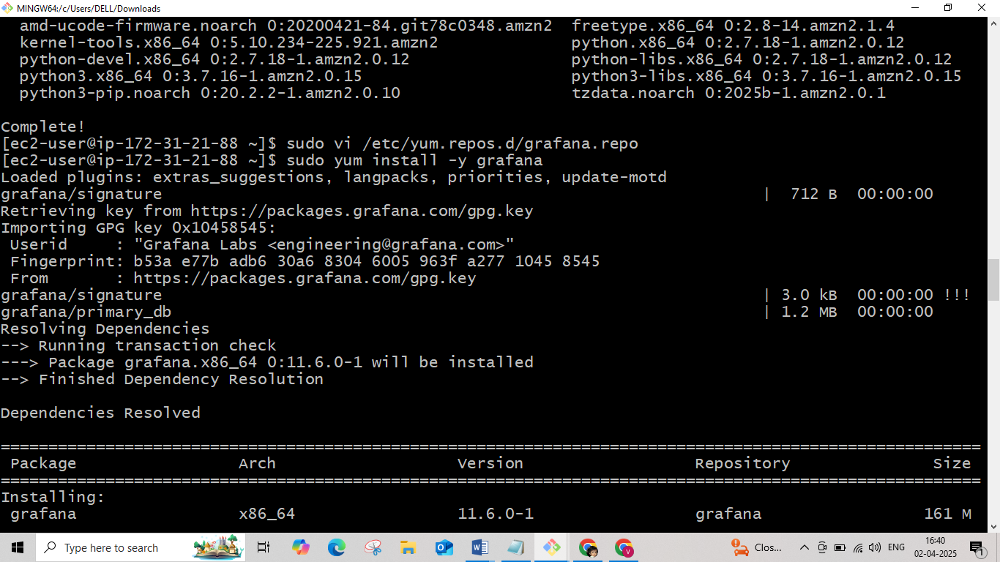 MINGW64:/c/Users/DELL/Downloads
amd-ucode-firmware.noarch 0:20200421-84.git78c0348.amzn2 freetype.x86_64 0:2.8-14.amzn2.1.4
kernel-tools.x86_64 0:5.10.234-225.921.amzn2 python.x86_64 0:2.7.18-1.amzn2.0.12
python-devel.x86_64 0:2.7.18-1.amzn2.0.12 python-libs.x86_64 0:2.7.18-1.amzn2.0.12
python3.x86_64 0:3.7.16-1.amzn2.0.15 python3-libs.x86_64 0:3.7.16-1.amzn2.0.15
python3-pip.noarch 0:20.2.2-1.amzn2.0.10 tzdata.noarch 0:2025b-1.amzn2.0.1
Complete!
[ec2-user@ip-172-31-21-88 ~]$ sudo vi /etc/yum.repos.d/grafana.repo
[ec2-user@ip-172-31-21-88 ~]$ sudo yum install -y grafana
Loaded plugins: extras_suggestions, langpacks, priorities, update-motd
grafana/signature | 712 B 00:00:00
Retrieving key from https://packages.grafana.com/gpg.key
Importing GPG key 0x10458545:
Userid : "Grafana Labs <engineering@grafana.com>"
Fingerprint: b53a e77b adb6 30a6 8304 6005 963f a277 1045 8545
From : https://packages.grafana.com/gpg.key
grafana/signature | 3.0 kB 00:00:00 !!!
grafana/primary_db | 1.2 MB 00:00:00
Resolving Dependencies
--> Running transaction check
---> Package grafana.x86_64 0:11.6.0-1 will be installed
--> Finished Dependency Resolution
Dependencies Resolved
================================================================================
Package Arch Version Repository Size
================================================================================
Installing:
grafana x86_64 11.6.0-1 grafana 161 M
Type here to search
Clos...
ENG
16:40
02-04-2025
1